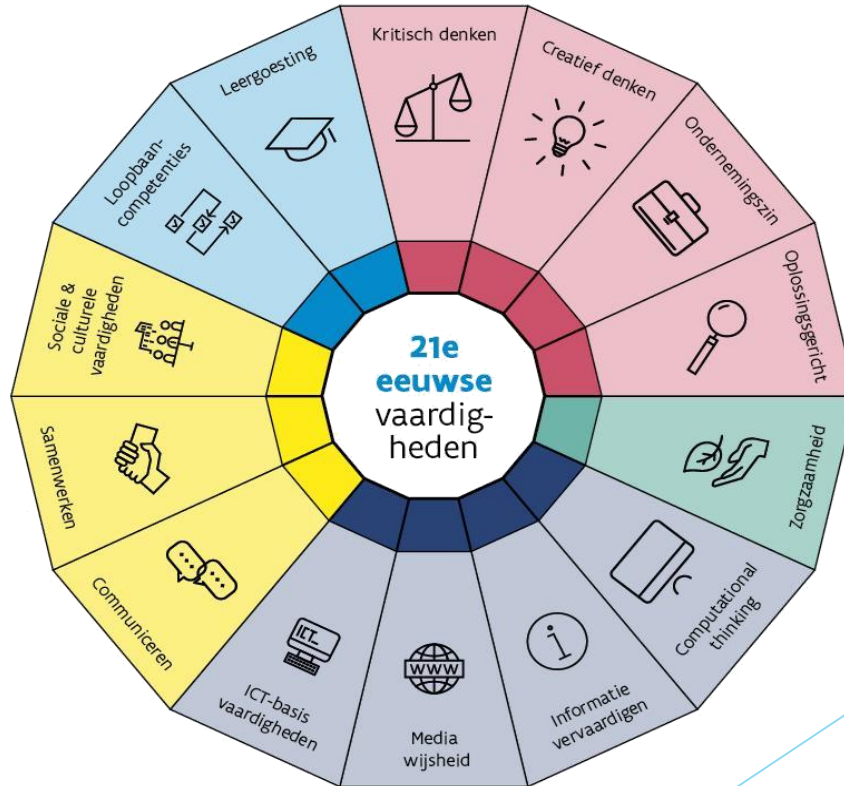 21e
eeuwse
vaardig-
heden
Kritisch denken
Creatief denken
Ondernemingszin
Oplossingsgericht
Zorgzaamheid
Computational
thinking
Informatie
vervaardigen
WWW
Media
wijsheid
ICT_
ICT-basis
vaardigheden
Communiceren
Samenwerken
Sociale &
culturele
vaardigheden
Loopbaan-
competenties
Leergoesting